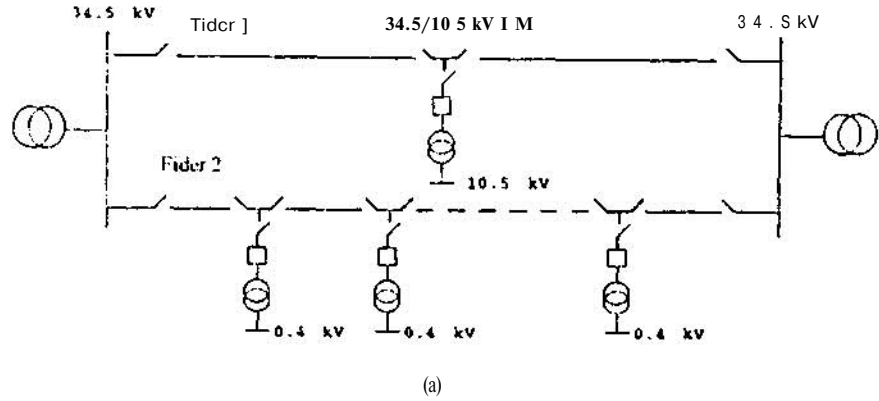 34.5 kV
Tidcr ]
34.5/10 5 kV I M
3 4 . S kV
Fider 2
10.5 kV
0.4 kV
0.4 kV
0.4 kV
(a)